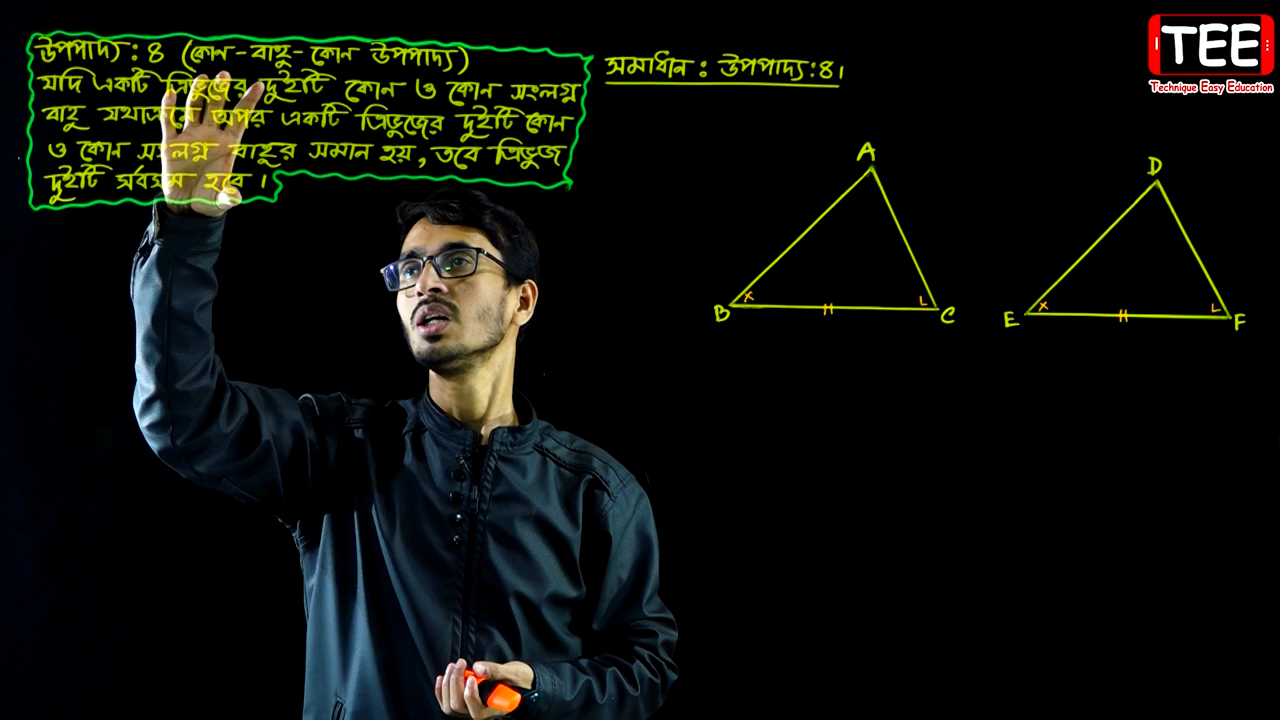 উপপাদ্য: ৪ (কোন-বাহু-কোন উপপাদ্য)
যদি একটি ত্রিভুজের দুইটি কোন ও কোন সংলগ্ন
বাহু যথাক্রমে অপর একটি ত্রিভুজের দুইটি কোন
ও কোন সংলগ্ন বাহুর সমান হয়, তবে ত্রিভুজ
দুইটি সর্বসম হবে।
সমাধান: উপপাদ্য:৪।
TEE
Technique Easy Education
A
D
B
C
E
F